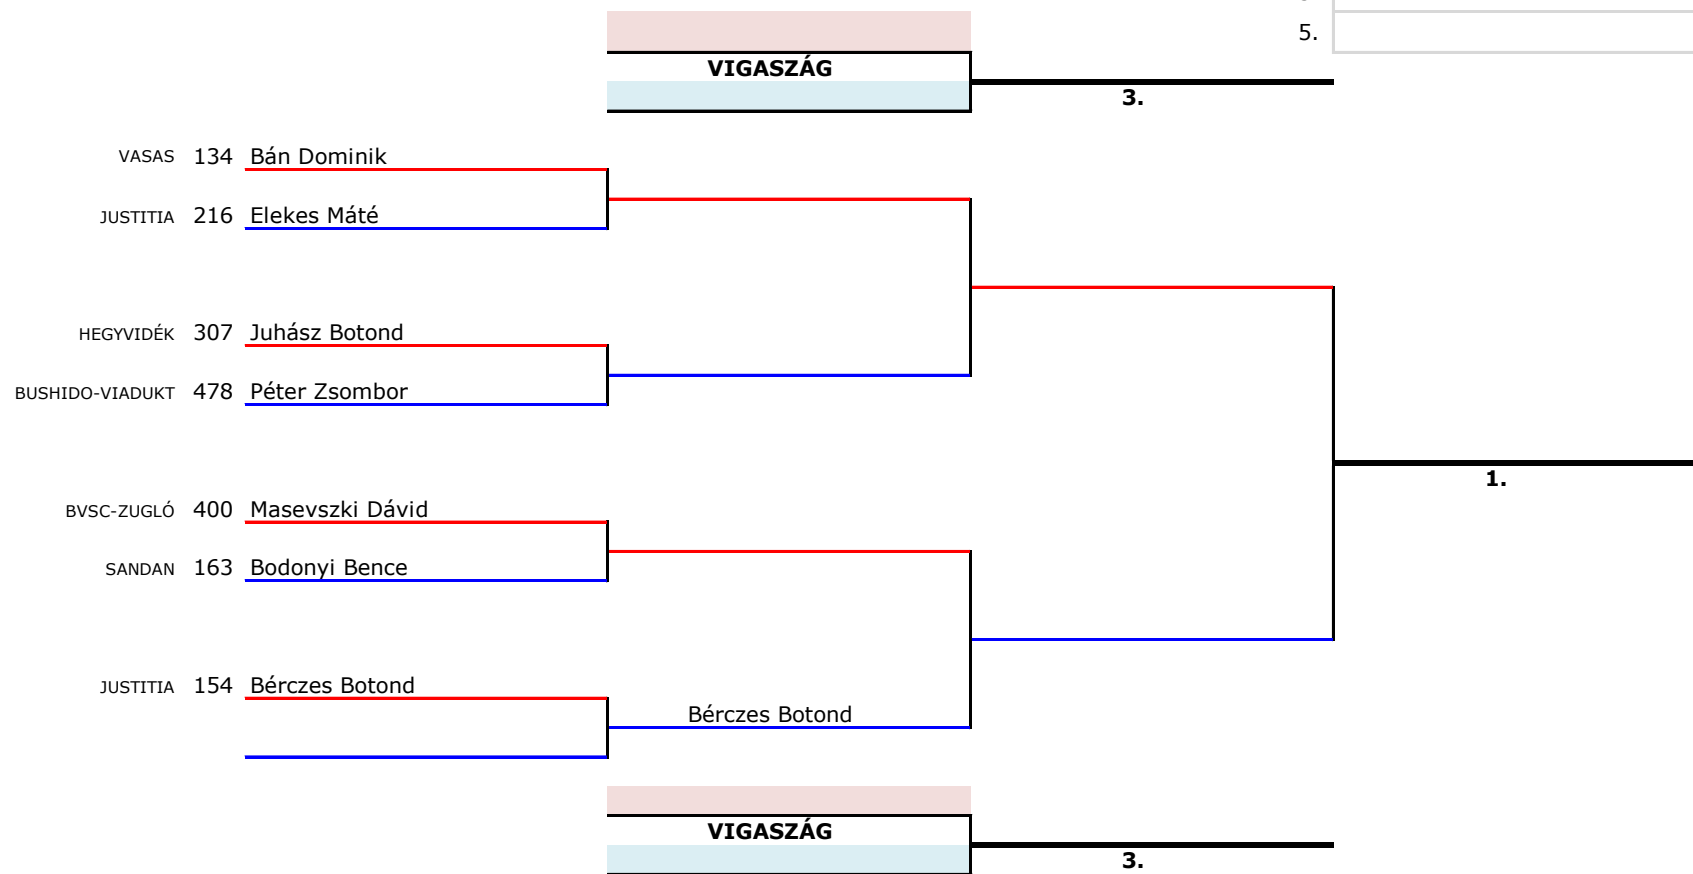 5.
VIGASZÁG
3.
VASAS 134 Bán Dominik
JUSTITIA 216 Elekes Máté
HEGYVIDÉK 307 Juhász Botond
BUSHIDO-VIADUKT 478 Péter Zsombor
1.
BVSC-ZUGLÓ 400 Masevszki Dávid
SANDAN 163 Bodonyi Bence
JUSTITIA 154 Bérczes Botond
Bérczes Botond
VIGASZÁG
3.